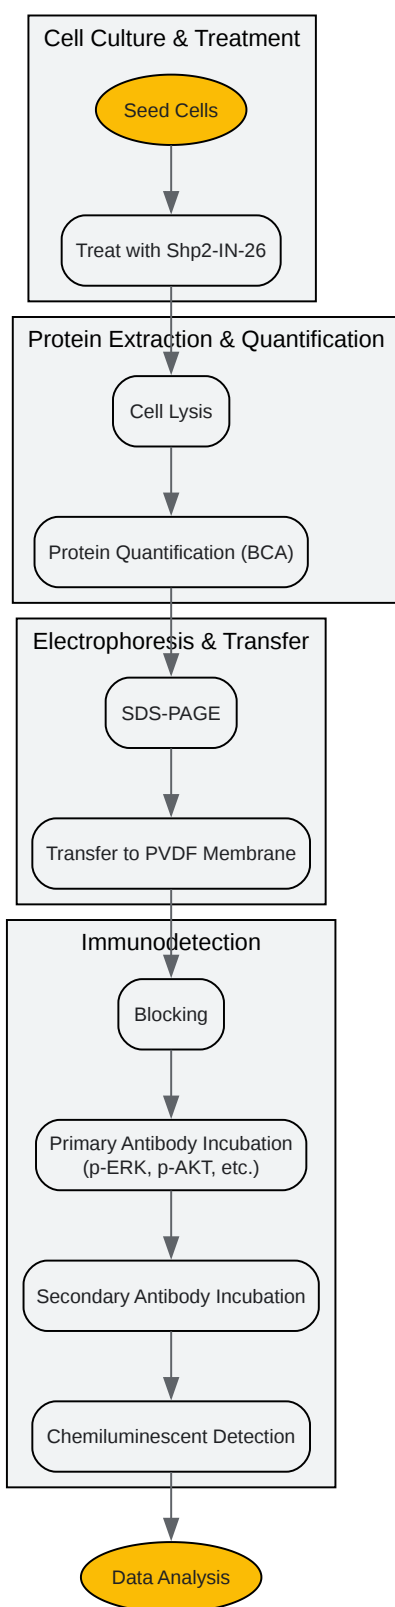 Cell Culture & Treatment
Seed Cells
Treat with Shp2-IN-26
Protein Extraction & Quantification
Cell Lysis
Protein Quantification (BCA)
Electrophoresis & Transfer
SDS-PAGE
Transfer to PVDF Membrane
Immunodetection
Blocking
Primary Antibody Incubation
(p-ERK, p-AKT, etc.)
Secondary Antibody Incubation
Chemiluminescent Detection
Data Analysis